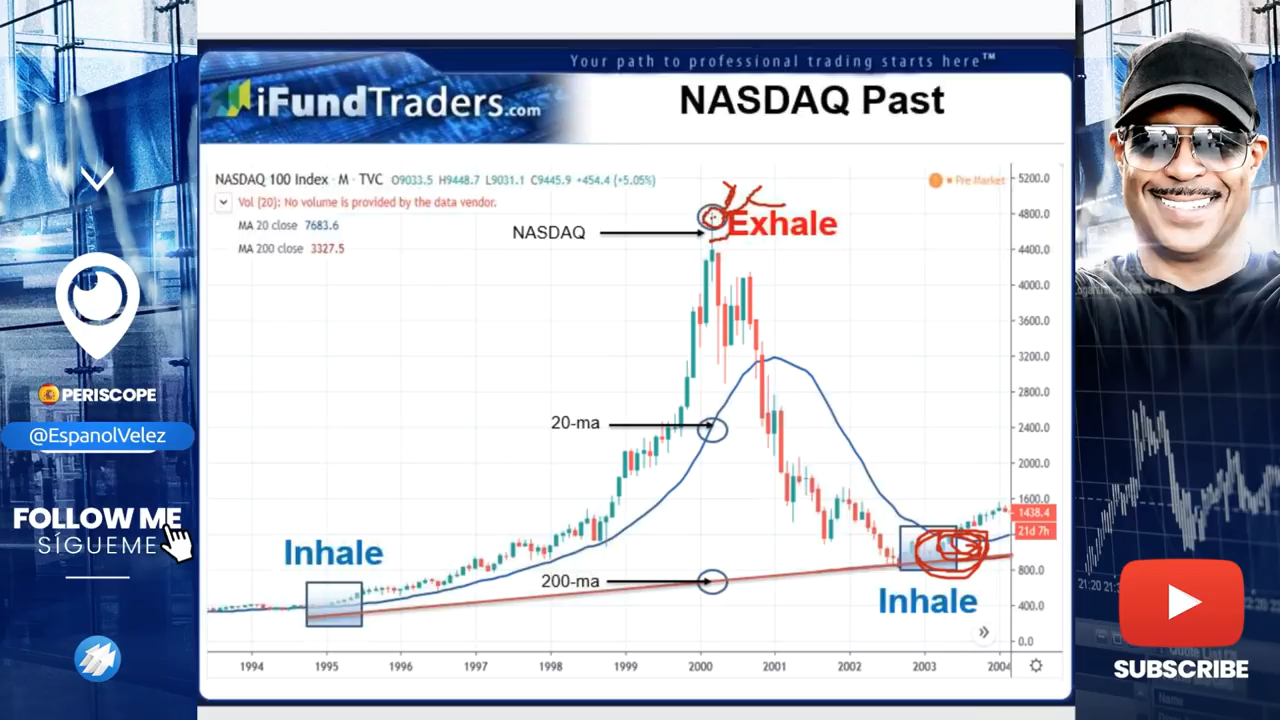 Your path to professional trading starts here™
iFundTraders.com
NASDAQ Past
NASDAQ 100 Index · M · TVC O9033.5 H9448.7 L9031.1 C9445.9 +454.4 (+5.05%)
Pre Market
Vol (20): No volume is provided by the data vendor.
MA 20 close 7683.6
MA 200 close 3327.5
NASDAQ
Exhale
20-ma
200-ma
Inhale
Inhale
5200.0
4800.0
4400.0
4000.0
3600.0
3200.0
2800.0
2400.0
2000.0
1600.0
1438.4
21d 7h
800.0
400.0
0.0
1994 1995 1996 1997 1998 1999 2000 2001 2002 2003 2004
PERISCOPE
@EspanolVelez
FOLLOW ME
SÍGUEME
21:20
SUBSCRIBE
Name